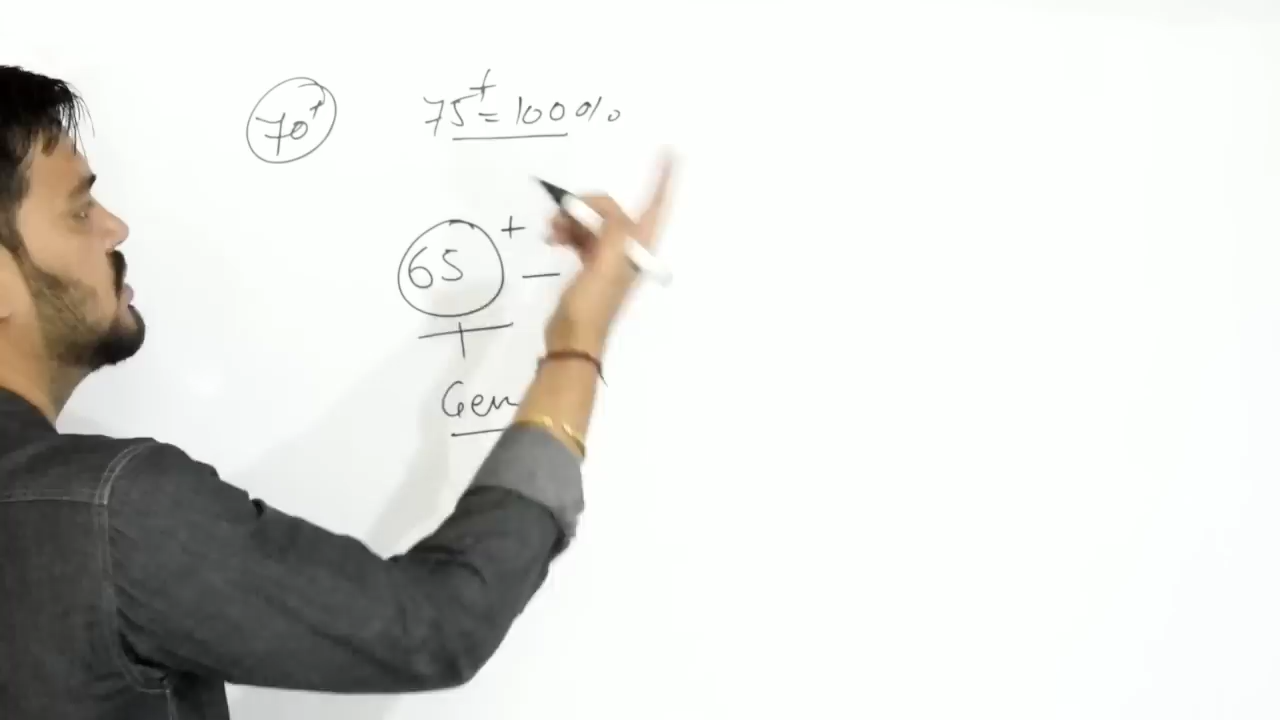 70+
75+ = 100%
65+ —
Gen